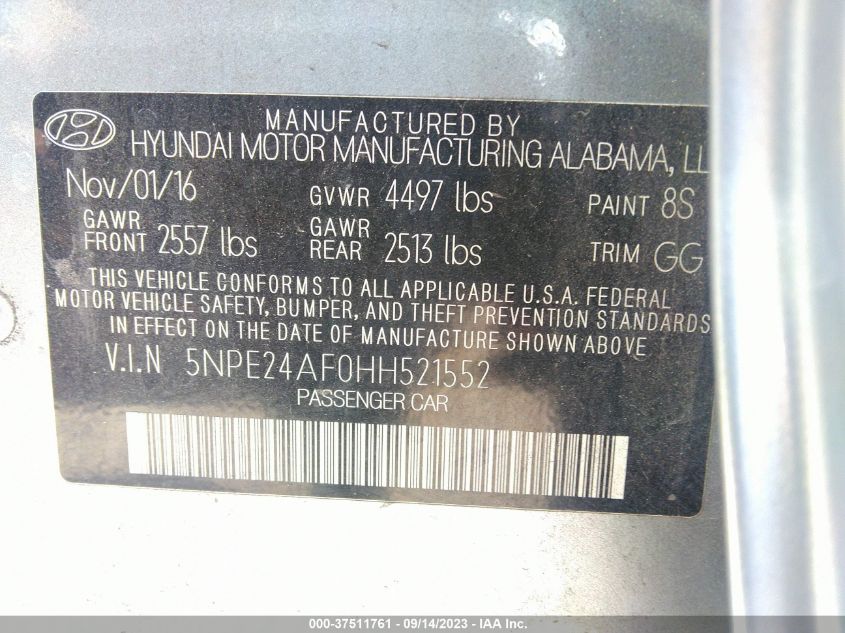 MANUFACTURED BY
HYUNDAI MOTOR MANUFACTURING ALABAMA, LL
Nov/01/16 GVWR 4497 lbs PAINT 8S
GAWR FRONT 2557 lbs GAWR REAR 2513 lbs TRIM GG
THIS VEHICLE CONFORMS TO ALL APPLICABLE U.S.A. FEDERAL
MOTOR VEHICLE SAFETY, BUMPER, AND THEFT PREVENTION STANDARDS
IN EFFECT ON THE DATE OF MANUFACTURE SHOWN ABOVE
V.I.N 5NPE24AF0HH521552
PASSENGER CAR
000-37511761 - 09/14/2023 - IAA Inc.